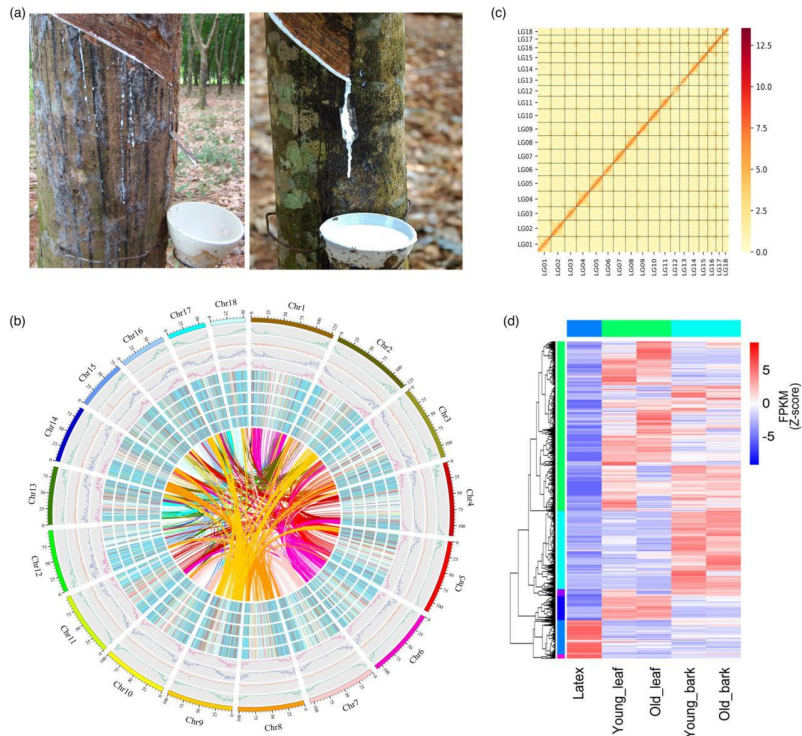 (a)
(c)
LG18
LG17
LG16
LG15
LG14
LG13
LG12
LG11
LG10
LG09
LG08
LG07
LG06
LG05
LG04
LG03
LG02
LG01
LG01
LG02
LG03
LG04
LG05
LG06
LG07
LG08
LG09
LG10
LG11
LG12
LG13
LG14
LG15
LG16
LG17
LG18
12.5
10.0
7.5
5.0
2.5
0.0
(b)
Chr1
Chr2
Chr3
Chr4
Chr5
Chr6
Chr7
Chr8
Chr9
Chr10
Chr11
Chr12
Chr13
Chr14
Chr15
Chr16
Chr17
Chr18
(d)
5
0
-5
FPKM
(Z-score)
Latex
Young_leaf
Old_leaf
Young_bark
Old_bark